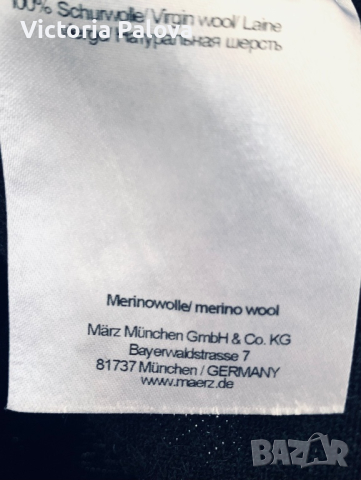 Victoria Palova
100% Schurwolle/ Virgin wool/ Laine
Натуральная шерсть
Merinowolle/ merino wool
März München GmbH & Co. KG
Bayerwaldstrasse 7
81737 München / GERMANY
www.maerz.de
BAZAR